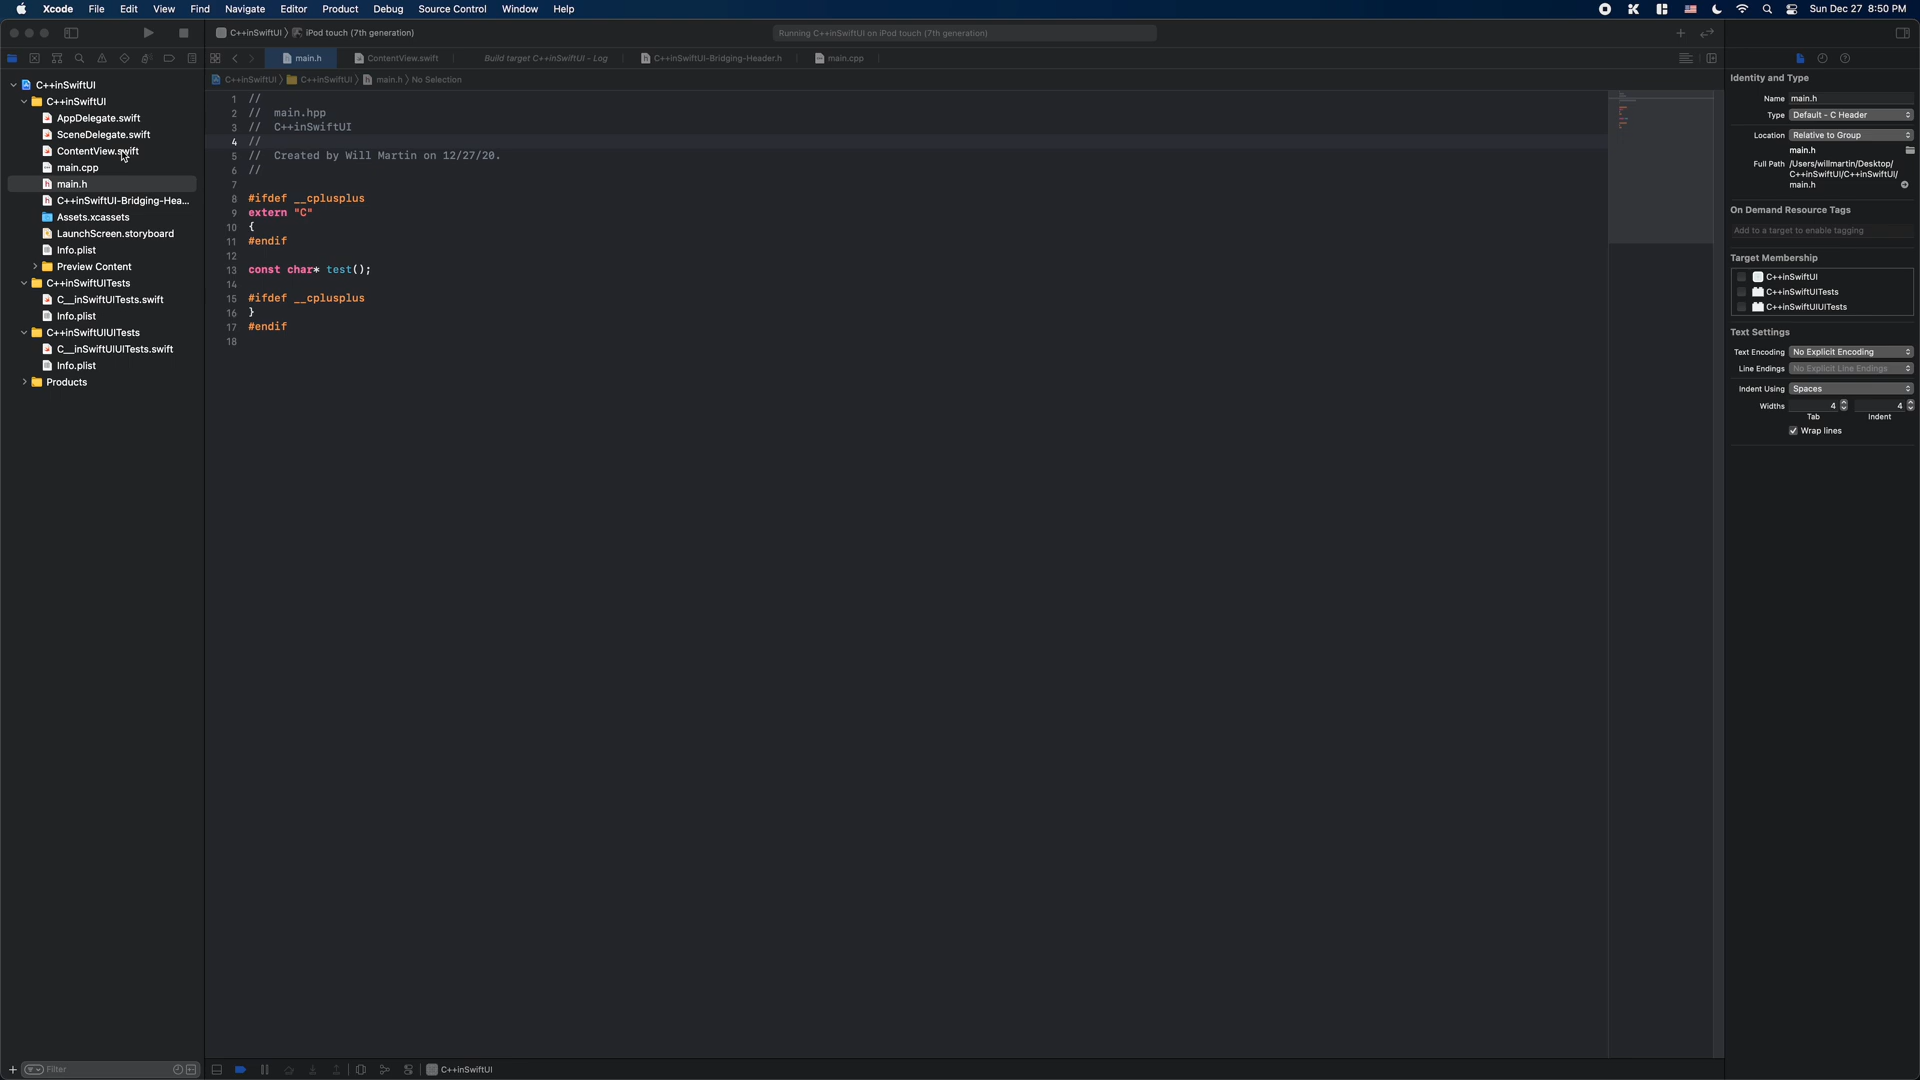 Xcode File Edit View Find Navigate Editor Product Debug Source Control Window Help Sun Dec 27 8:50 PM
C++inSwiftUI iPod touch (7th generation) Running C++inSwiftUI on iPod touch (7th generation)
main.h ContentView.swift Build target C++inSwiftUI - Log C++inSwiftUI-Bridging-Header.h main.cpp
C++inSwiftUI C++inSwiftUI main.h No Selection
C++inSwiftUI
C++inSwiftUI
AppDelegate.swift
SceneDelegate.swift
ContentView.swift
main.cpp
main.h
C++inSwiftUI-Bridging-Hea...
Assets.xcassets
LaunchScreen.storyboard
Info.plist
Preview Content
C++inSwiftUITests
C__inSwiftUITests.swift
Info.plist
C++inSwiftUIUITests
C__inSwiftUIUITests.swift
Info.plist
Products
Filter
1 //
2 // main.hpp
3 // C++inSwiftUI
4 //
5 // Created by Will Martin on 12/27/20.
6 //
7
8 #ifdef __cplusplus
9 extern "C"
10 {
11 #endif
12
13 const char* test();
14
15 #ifdef __cplusplus
16 }
17 #endif
18
C++inSwiftUI
Identity and Type
Name main.h
Type Default - C Header
Location Relative to Group
main.h
Full Path /Users/willmartin/Desktop/
C++inSwiftUI/C++inSwiftUI/
main.h
On Demand Resource Tags
Add to a target to enable tagging
Target Membership
C++inSwiftUI
C++inSwiftUITests
C++inSwiftUIUITests
Text Settings
Text Encoding No Explicit Encoding
Line Endings No Explicit Line Endings
Indent Using Spaces
Widths 4 4
Tab Indent
Wrap lines